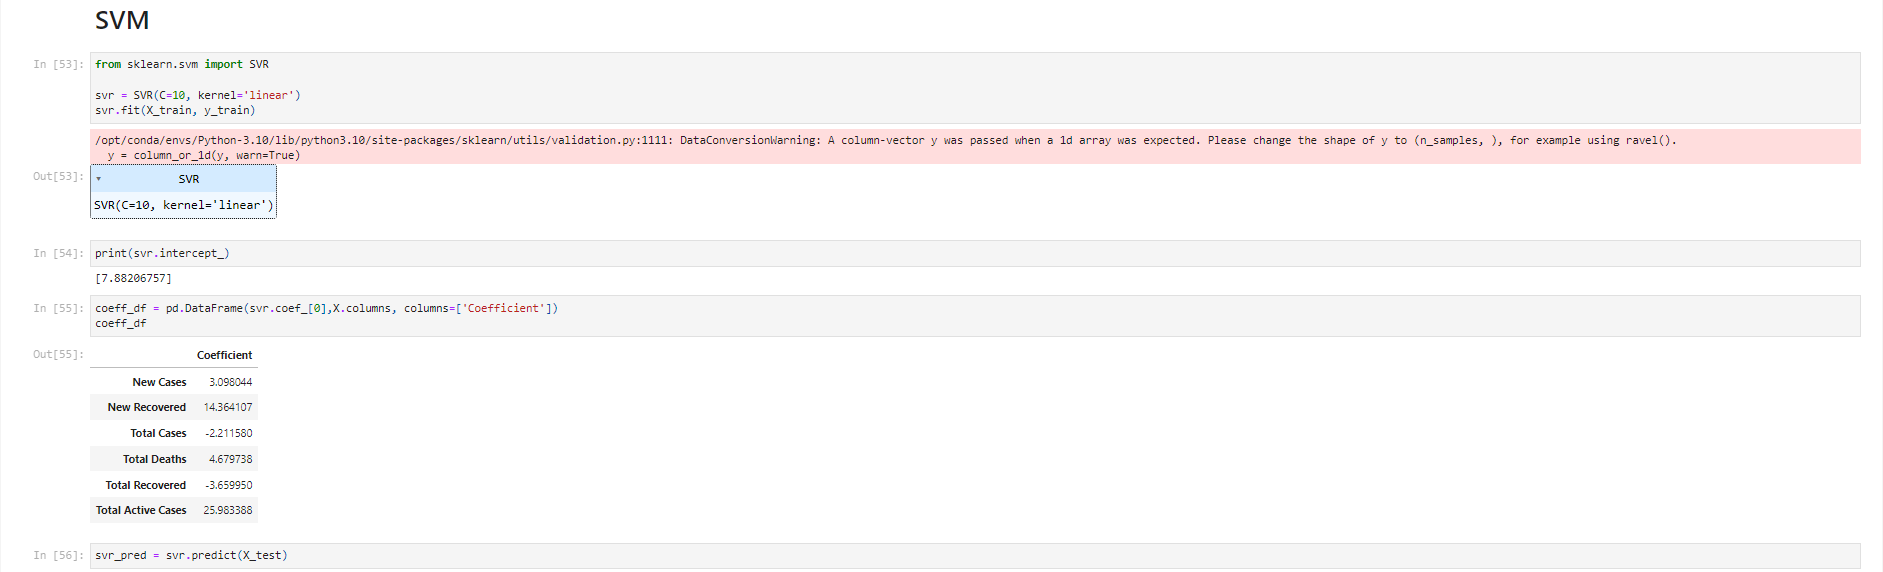 SVM
In [53]: from sklearn.svm import SVR
svr = SVR(C=10, kernel='linear')
svr.fit(X_train, y_train)
/opt/conda/envs/Python-3.10/lib/python3.10/site-packages/sklearn/utils/validation.py:1111: DataConversionWarning: A column-vector y was passed when a 1d array was expected. Please change the shape of y to (n_samples, ), for example using ravel().
y = column_or_1d(y, warn=True)
Out[53]: ▾ SVR
SVR(C=10, kernel='linear')
In [54]: print(svr.intercept_)
[7.88206757]
In [55]: coeff_df = pd.DataFrame(svr.coef_[0],X.columns, columns=['Coefficient'])
coeff_df
Out[55]: Coefficient
New Cases 3.098044
New Recovered 14.364107
Total Cases -2.211580
Total Deaths 4.679738
Total Recovered -3.659950
Total Active Cases 25.983388
In [56]: svr_pred = svr.predict(X_test)